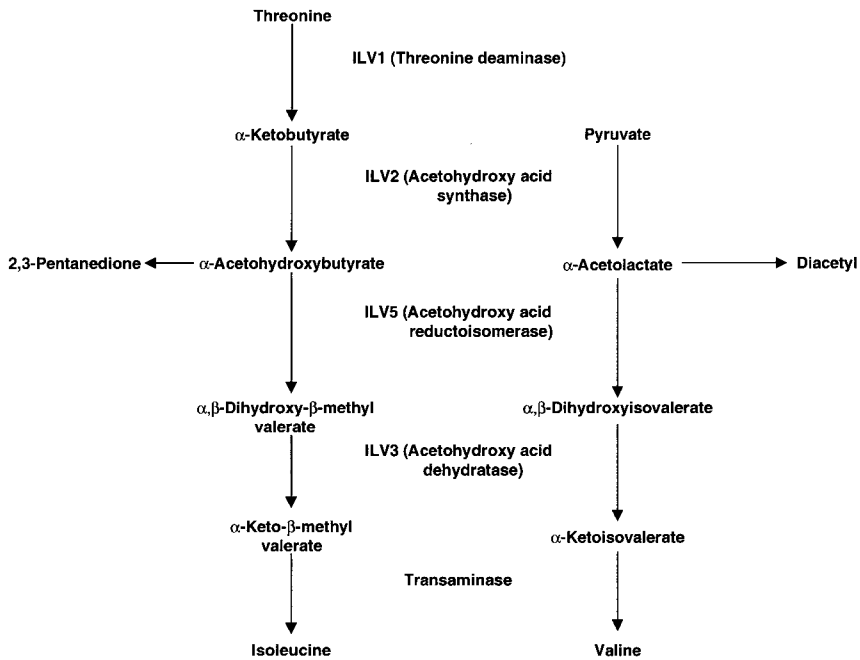 Threonine
ILV1 (Threonine deaminase)
α-Ketobutyrate
Pyruvate
ILV2 (Acetohydroxy acid
synthase)
2,3-Pentanedione
α-Acetohydroxybutyrate
α-Acetolactate
Diacetyl
ILV5 (Acetohydroxy acid
reductoisomerase)
α,β-Dihydroxy-β-methyl
valerate
α,β-Dihydroxyisovalerate
ILV3 (Acetohydroxy acid
dehydratase)
α-Keto-β-methyl
valerate
α-Ketoisovalerate
Transaminase
Isoleucine
Valine